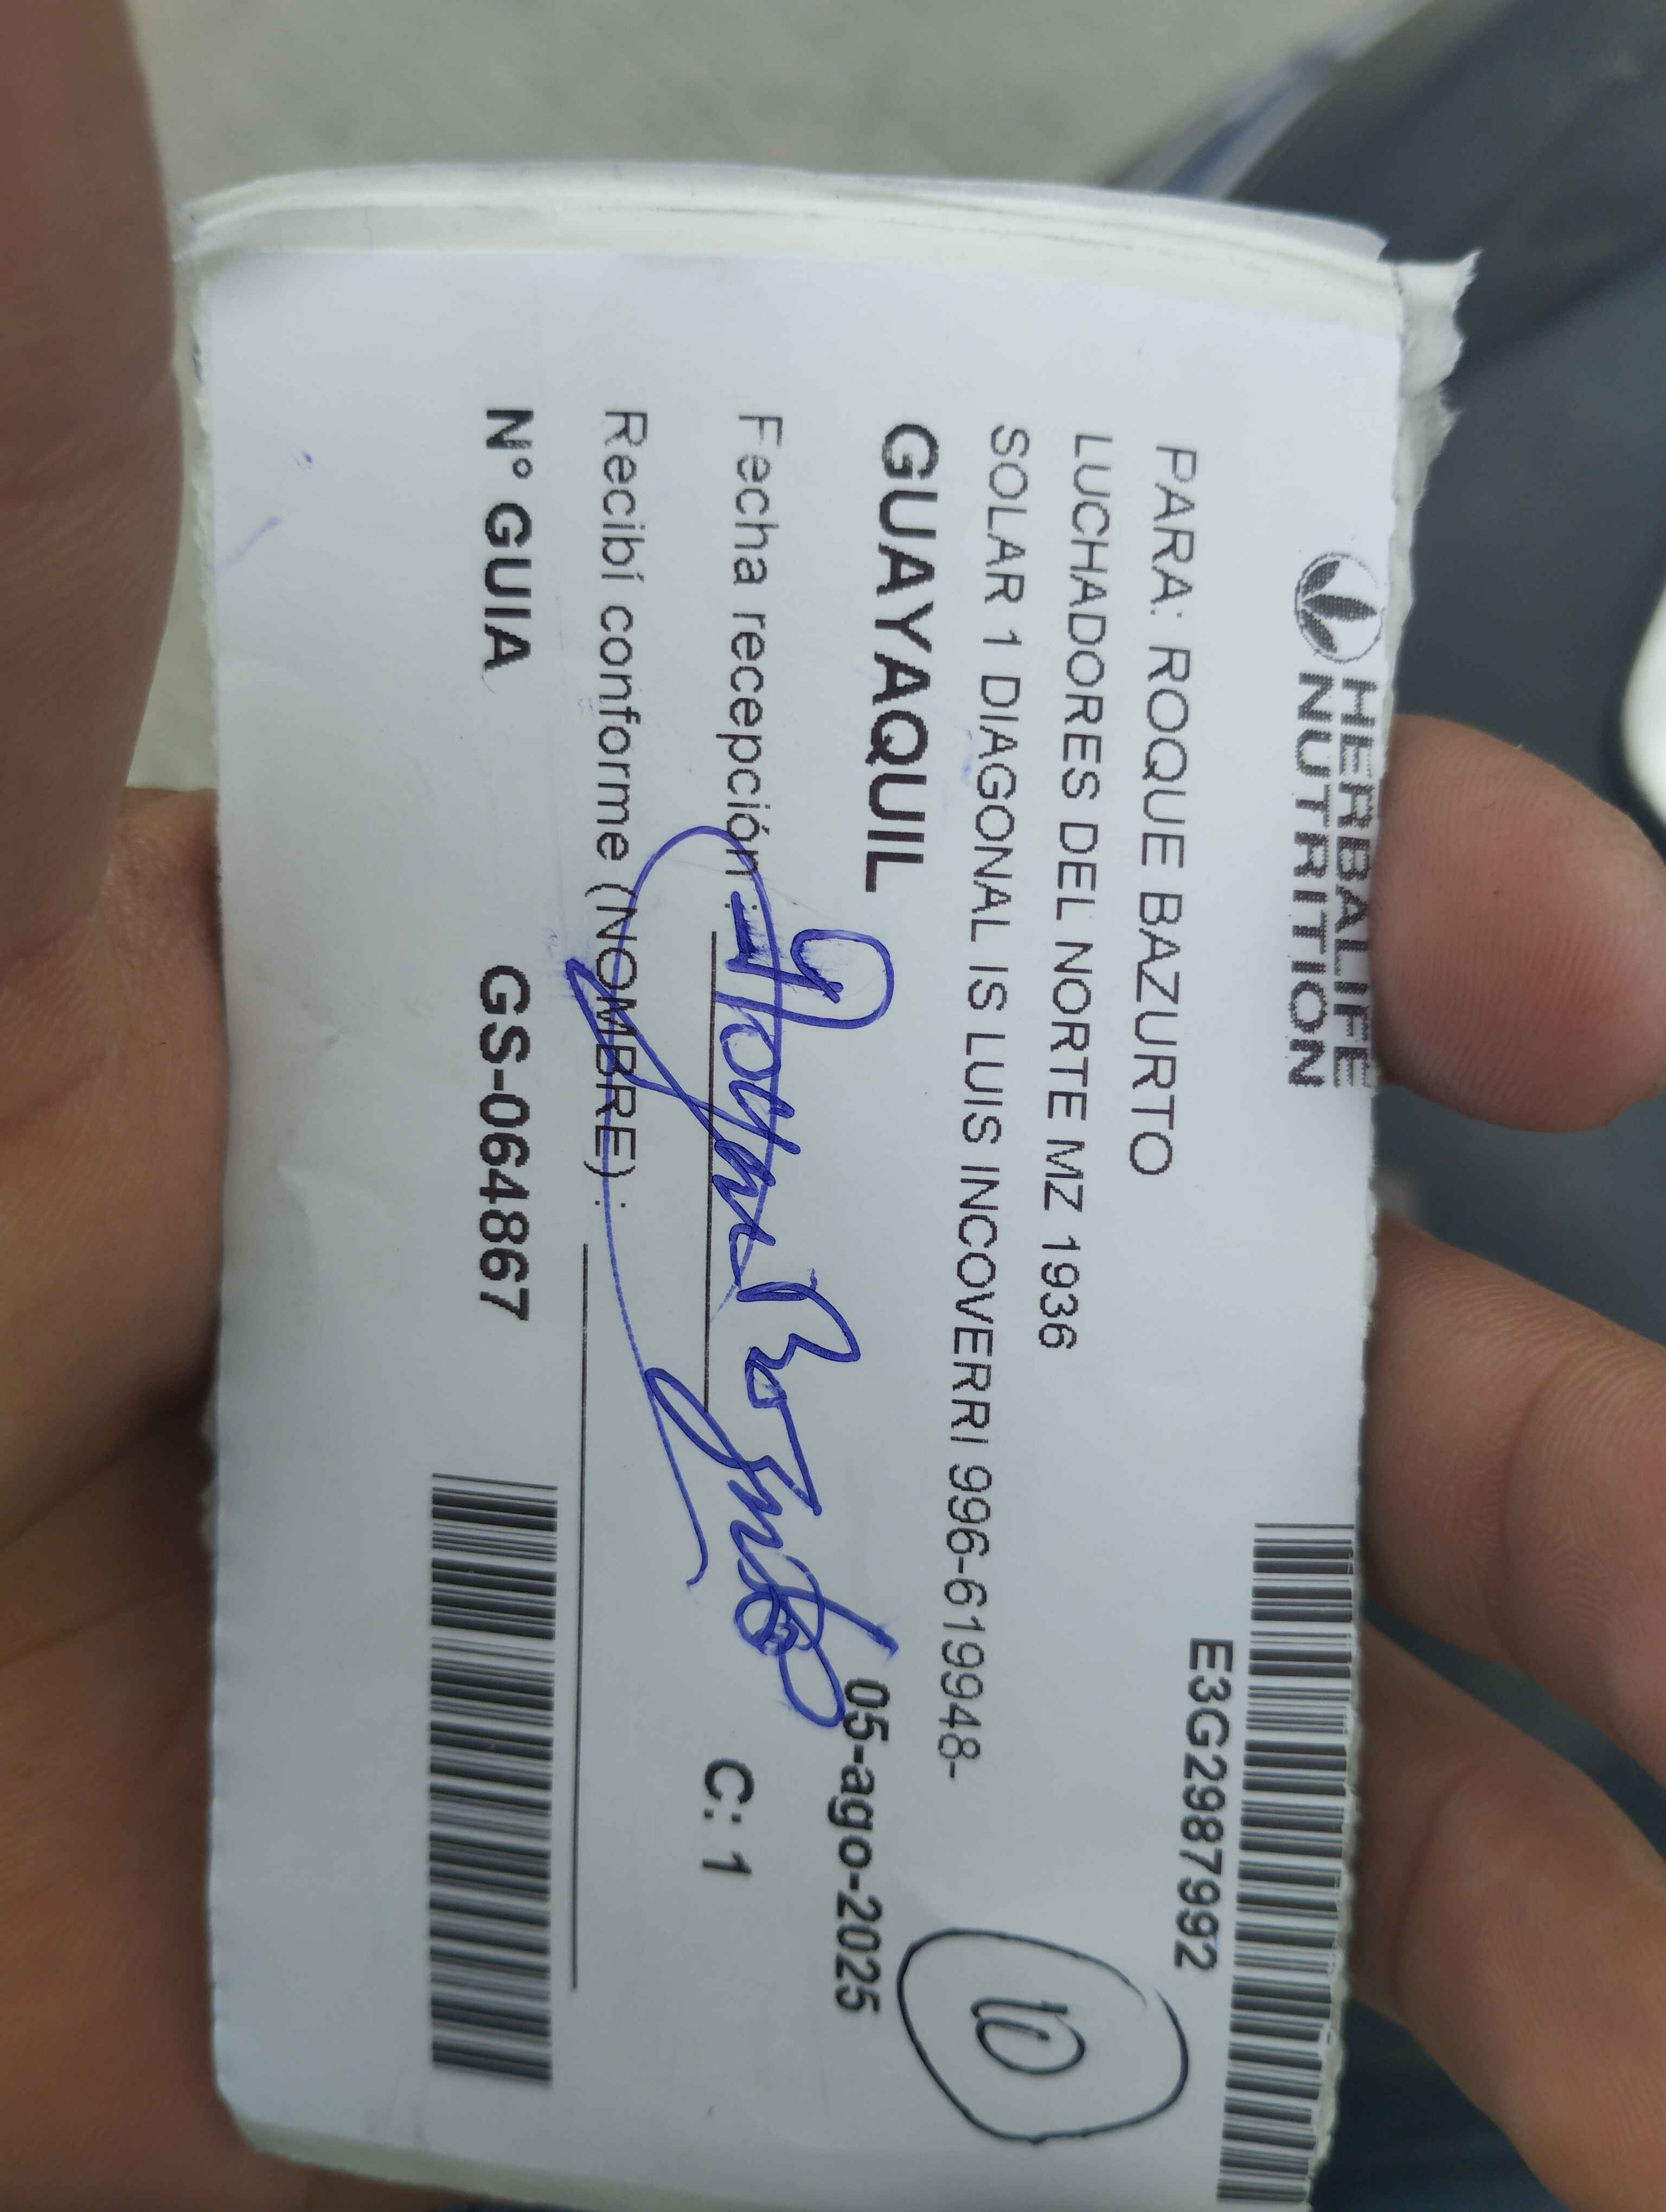 HERBALIFE
NUTRITION
E3G2987992
PARA: ROQUE BAZURTO
LUCHADORES DEL NORTE MZ 1936
SOLAR 1 DIAGONAL IS LUIS INCOVERRI 996-619948-
10
GUAYAQUIL
05-ago-2025
Fecha recepción :
C: 1
Recibí conforme (NOMBRE) :
N° GUIA GS-064867